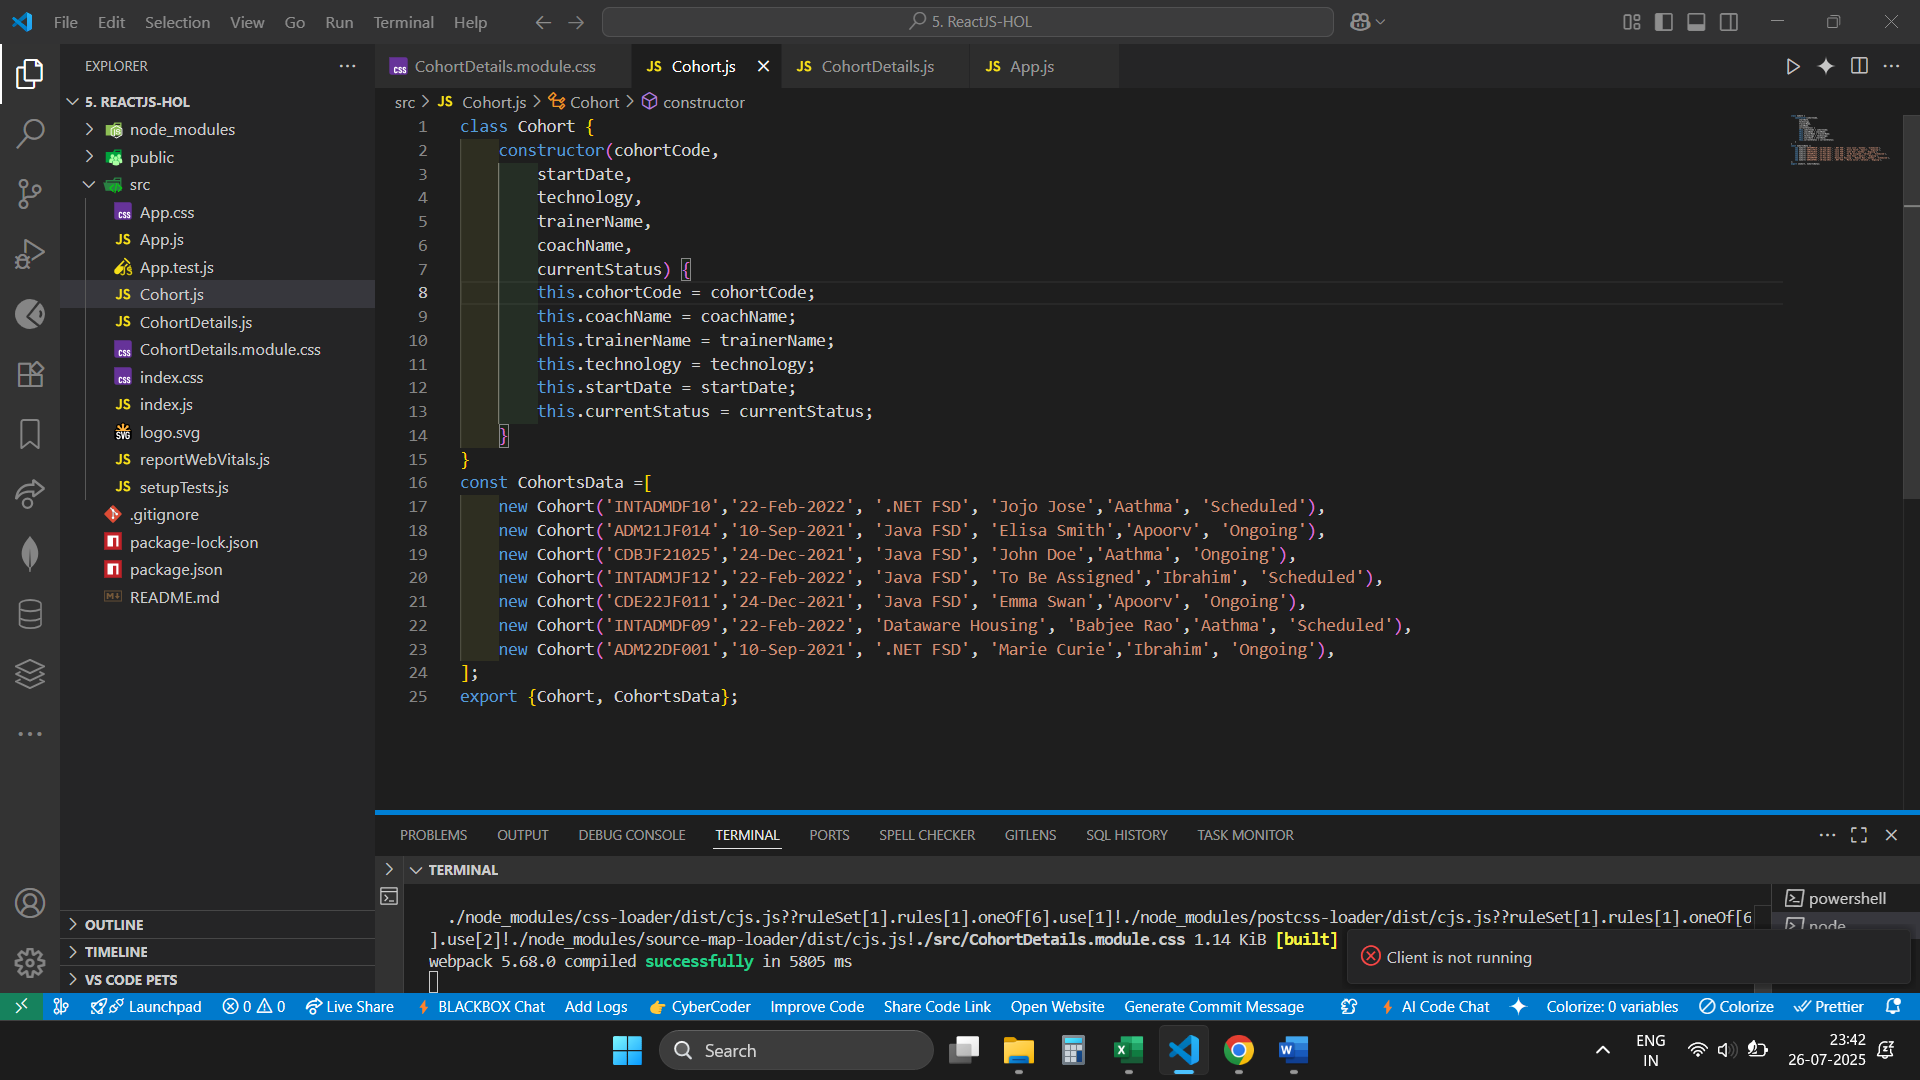 File Edit Selection View Go Run Terminal Help
5. ReactJS-HOL
EXPLORER
5. REACTJS-HOL
node_modules
public
src
App.css
App.js
App.test.js
Cohort.js
CohortDetails.js
CohortDetails.module.css
index.css
index.js
logo.svg
reportWebVitals.js
setupTests.js
.gitignore
package-lock.json
package.json
README.md
OUTLINE
TIMELINE
VS CODE PETS
CohortDetails.module.css Cohort.js CohortDetails.js App.js
src > JS Cohort.js > Cohort > constructor
1 class Cohort {
2 constructor(cohortCode,
3 startDate,
4 technology,
5 trainerName,
6 coachName,
7 currentStatus) {
8 this.cohortCode = cohortCode;
9 this.coachName = coachName;
10 this.trainerName = trainerName;
11 this.technology = technology;
12 this.startDate = startDate;
13 this.currentStatus = currentStatus;
14 }
15 }
16 const CohortsData =[
17 new Cohort('INTADMDF10','22-Feb-2022', '.NET FSD', 'Jojo Jose','Aathma', 'Scheduled'),
18 new Cohort('ADM21JF014','10-Sep-2021', 'Java FSD', 'Elisa Smith','Apoorv', 'Ongoing'),
19 new Cohort('CDBJF21025','24-Dec-2021', 'Java FSD', 'John Doe','Aathma', 'Ongoing'),
20 new Cohort('INTADMJF12','22-Feb-2022', 'Java FSD', 'To Be Assigned','Ibrahim', 'Scheduled'),
21 new Cohort('CDE22JF011','24-Dec-2021', 'Java FSD', 'Emma Swan','Apoorv', 'Ongoing'),
22 new Cohort('INTADMDF09','22-Feb-2022', 'Dataware Housing', 'Babjee Rao','Aathma', 'Scheduled'),
23 new Cohort('ADM22DF001','10-Sep-2021', '.NET FSD', 'Marie Curie','Ibrahim', 'Ongoing'),
24 ];
25 export {Cohort, CohortsData};
PROBLEMS OUTPUT DEBUG CONSOLE TERMINAL PORTS SPELL CHECKER GITLENS SQL HISTORY TASK MONITOR
TERMINAL
./node_modules/css-loader/dist/cjs.js??ruleSet[1].rules[1].oneOf[6].use[1]!./node_modules/postcss-loader/dist/cjs.js??ruleSet[1].rules[1].oneOf[6
].use[2]!./node_modules/source-map-loader/dist/cjs.js!./src/CohortDetails.module.css 1.14 KiB [built]
webpack 5.68.0 compiled successfully in 5805 ms
powershell
node
Client is not running
Launchpad 0 0 Live Share BLACKBOX Chat Add Logs CyberCoder Improve Code Share Code Link Open Website Generate Commit Message AI Code Chat Colorize: 0 variables Colorize Prettier
Search
ENG
IN
23:42
26-07-2025